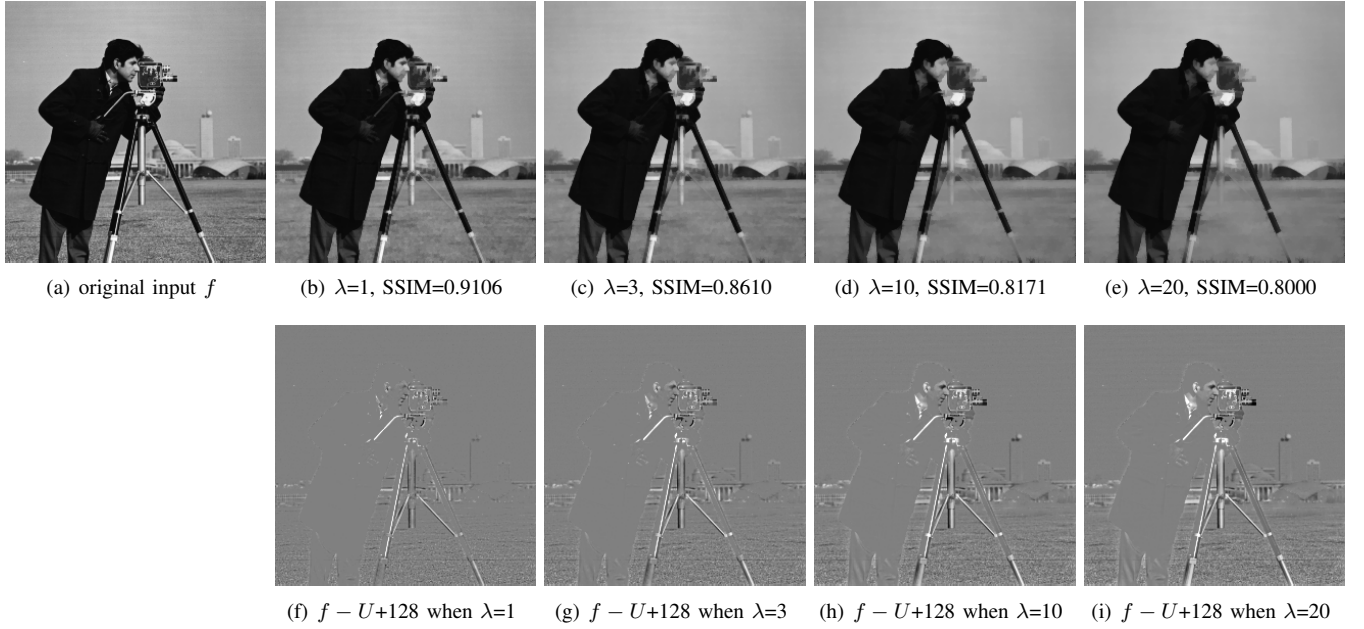 (a) original input f
(b) λ=1, SSIM=0.9106
(c) λ=3, SSIM=0.8610
(d) λ=10, SSIM=0.8171
(e) λ=20, SSIM=0.8000
(f) f − U+128 when λ=1
(g) f − U+128 when λ=3
(h) f − U+128 when λ=10
(i) f − U+128 when λ=20